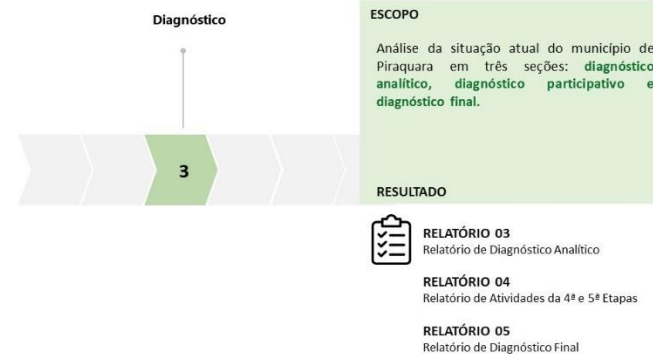 Diagnóstico
3
ESCOPO
Análise da situação atual do município de
Piraquara em três seções: diagnóstico
analítico, diagnóstico participativo e
diagnóstico final.
RESULTADO
RELATÓRIO 03
Relatório de Diagnóstico Analítico
RELATÓRIO 04
Relatório de Atividades da 4ª e 5ª Etapas
RELATÓRIO 05
Relatório de Diagnóstico Final